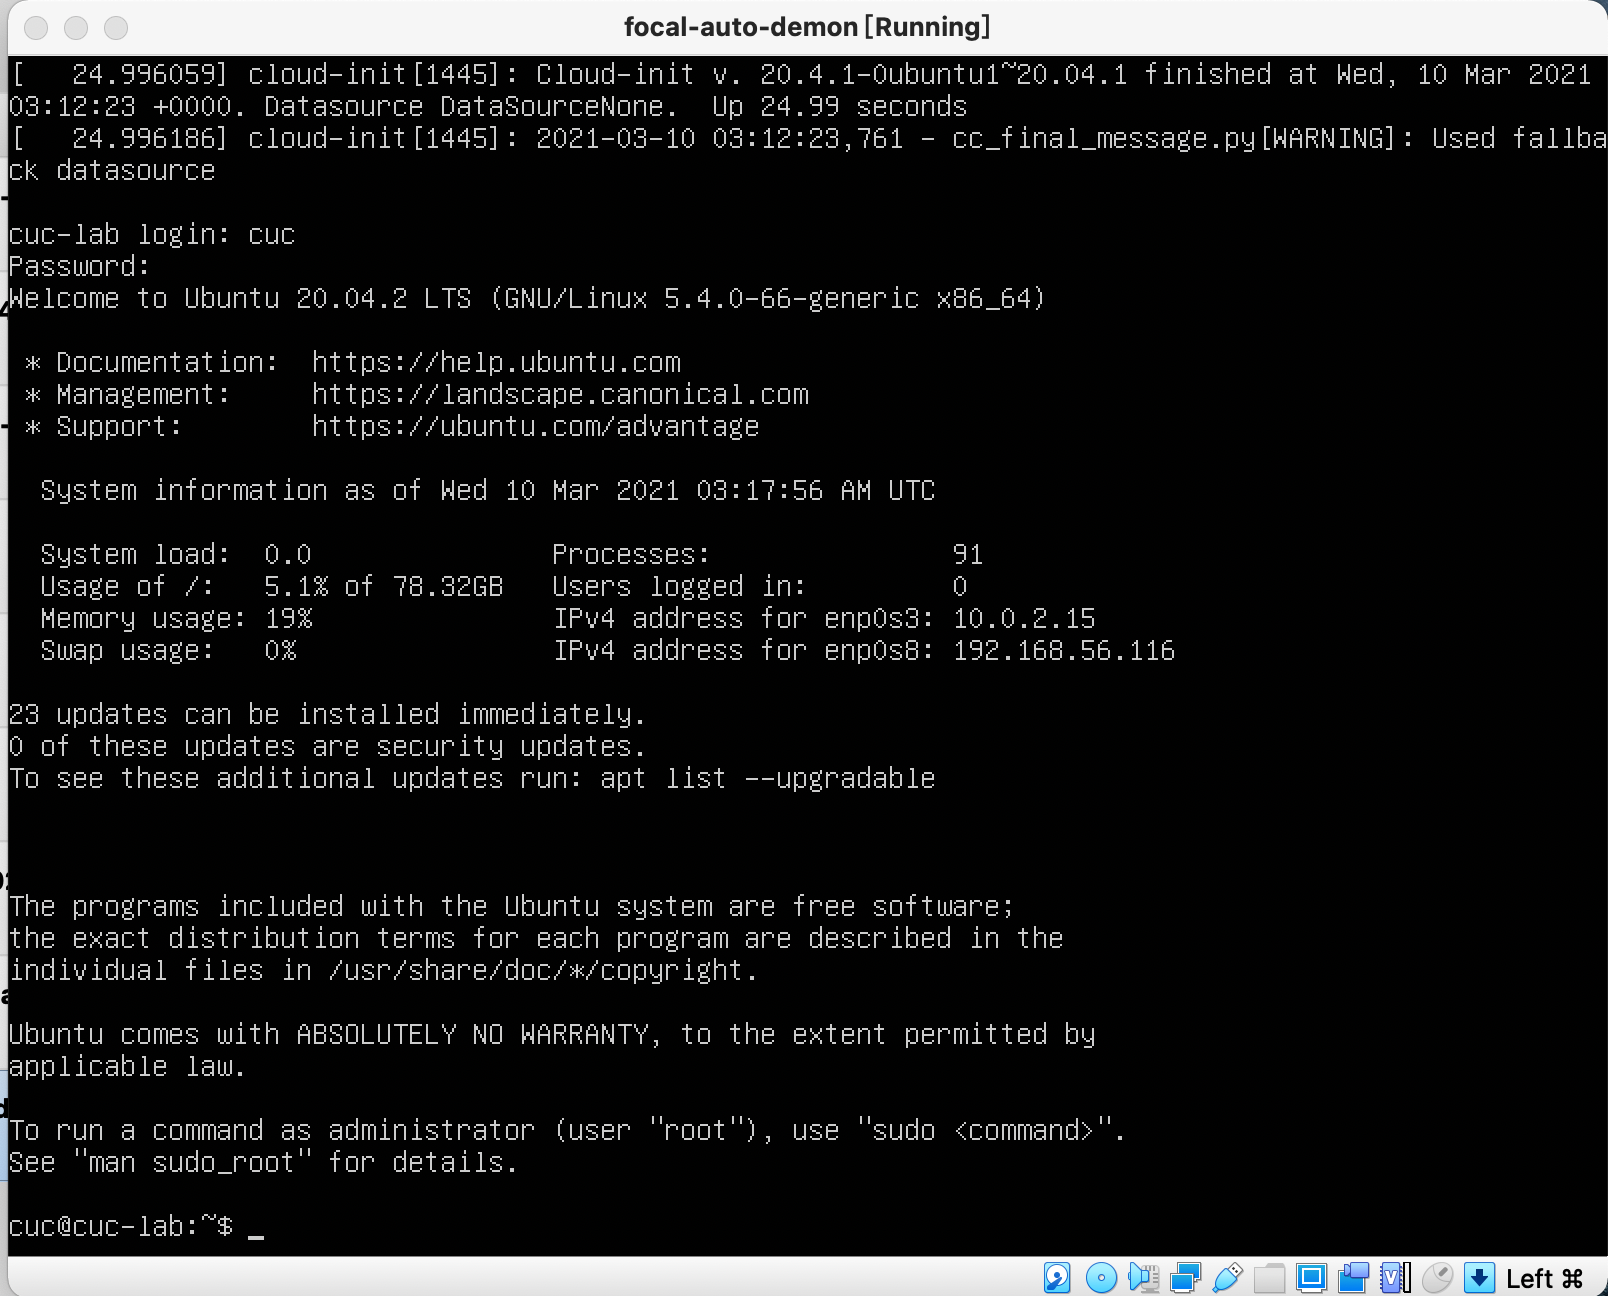 focal-auto-demon [Running]
[   24.996059] cloud-init[1445]: Cloud-init v. 20.4.1-0ubuntu1~20.04.1 finished at Wed, 10 Mar 2021
03:12:23 +0000. Datasource DataSourceNone.  Up 24.99 seconds
[   24.996186] cloud-init[1445]: 2021-03-10 03:12:23,761 - cc_final_message.py[WARNING]: Used fallba
ck datasource
cuc-lab login: cuc
Password:
Welcome to Ubuntu 20.04.2 LTS (GNU/Linux 5.4.0-66-generic x86_64)
* Documentation:  https://help.ubuntu.com
* Management:     https://landscape.canonical.com
* Support:        https://ubuntu.com/advantage
System information as of Wed 10 Mar 2021 03:17:56 AM UTC
System load:  0.0               Processes:               91
Usage of /:   5.1% of 78.32GB   Users logged in:         0
Memory usage: 19%               IPv4 address for enp0s3: 10.0.2.15
Swap usage:   0%                IPv4 address for enp0s8: 192.168.56.116
23 updates can be installed immediately.
0 of these updates are security updates.
To see these additional updates run: apt list --upgradable
The programs included with the Ubuntu system are free software;
the exact distribution terms for each program are described in the
individual files in /usr/share/doc/*/copyright.
Ubuntu comes with ABSOLUTELY NO WARRANTY, to the extent permitted by
applicable law.
To run a command as administrator (user "root"), use "sudo <command>".
See "man sudo_root" for details.
cuc@cuc-lab:~$ _
Left ⌘